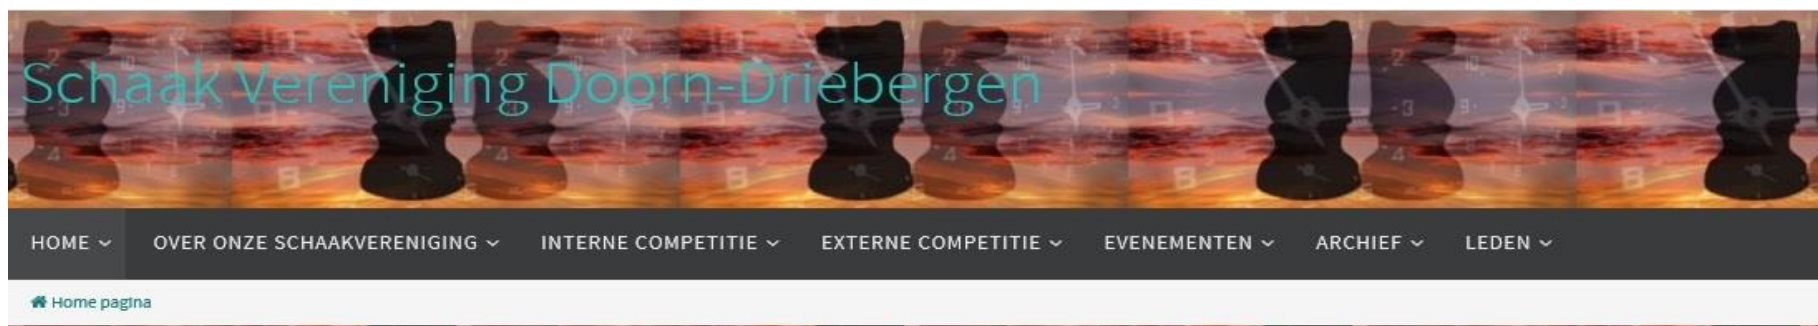 Schaak Vereniging Doorn-Driebergen
HOME OVER ONZE SCHAAKVERENIGING INTERNE COMPETITIE EXTERNE COMPETITIE EVENEMENTEN ARCHIEF LEDEN
Home pagina